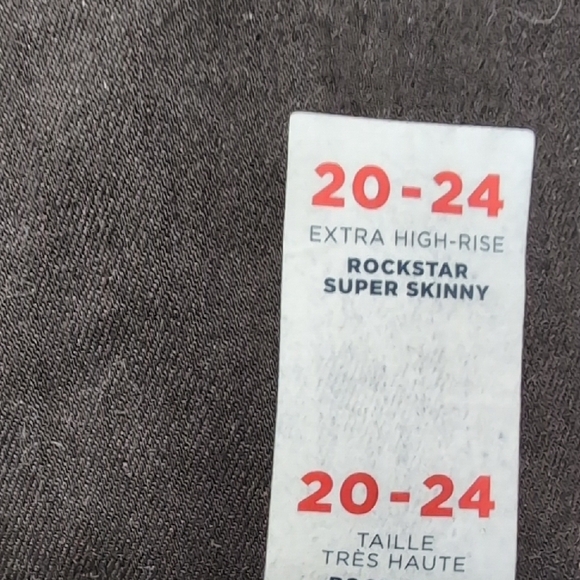 20-24
EXTRA HIGH-RISE
ROCKSTAR
SUPER SKINNY
20-24
TAILLE
TRÈS HAUTE